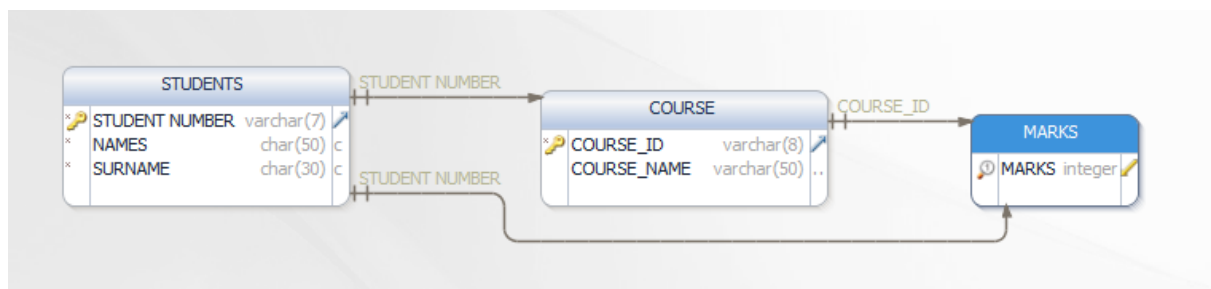 STUDENTS
STUDENT NUMBER varchar(7)
NAMES char(50) c
SURNAME char(30) c
STUDENT NUMBER
STUDENT NUMBER
COURSE
COURSE_ID varchar(8)
COURSE_NAME varchar(50) ..
COURSE_ID
MARKS
MARKS integer